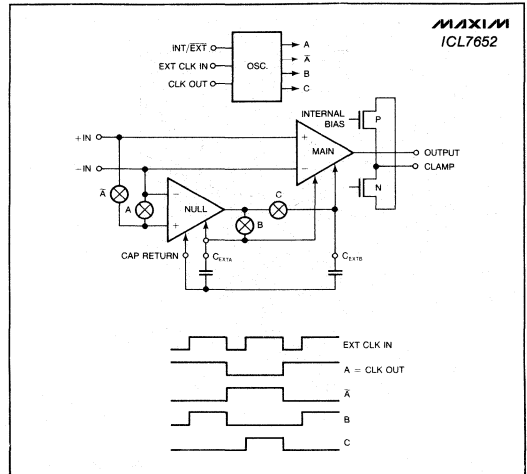 MAXIM
ICL7652
INT/EXT
EXT CLK IN
CLK OUT
OSC.
A
A̅
B
C
INTERNAL
BIAS
P
+IN
+
MAIN
−
OUTPUT
CLAMP
N
−IN
A̅
A
−
NULL
+
C
B
CAP RETURN
CEXTA
CEXTB
EXT CLK IN
A = CLK OUT
A̅
B
C